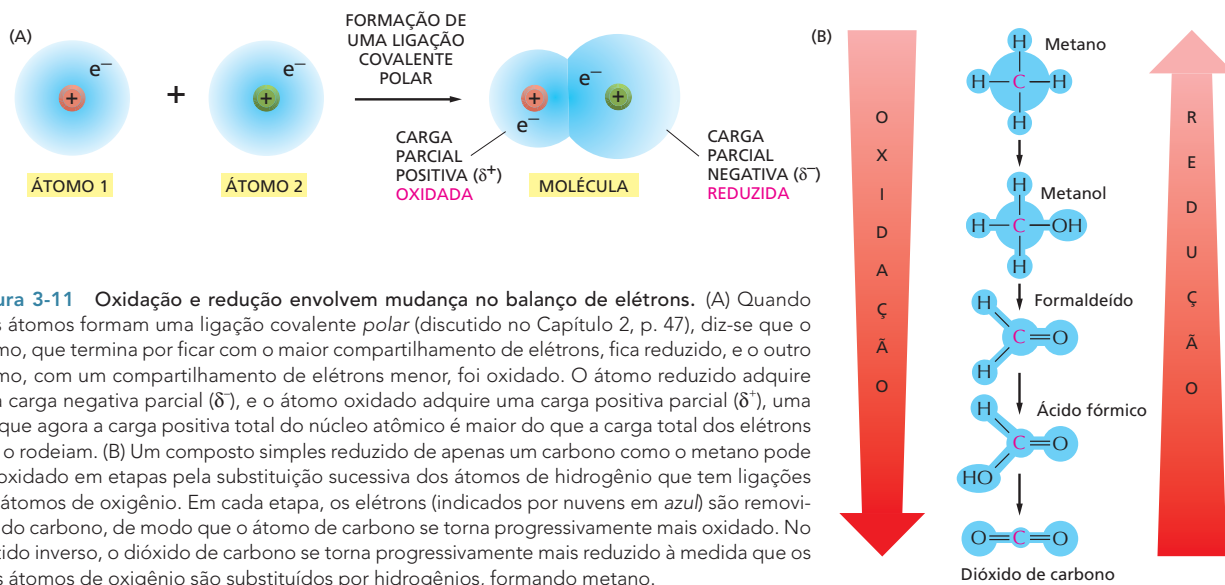 (A)
e⁻
+
+
e⁻
+
FORMAÇÃO DE
UMA LIGAÇÃO
COVALENTE
POLAR
e⁻
+
+
e⁻
CARGA
PARCIAL
POSITIVA (δ⁺)
OXIDADA
CARGA
PARCIAL
NEGATIVA (δ⁻)
REDUZIDA
ÁTOMO 1
ÁTOMO 2
MOLÉCULA
ura 3-11 Oxidação e redução envolvem mudança no balanço de elétrons. (A) Quando
s átomos formam uma ligação covalente polar (discutido no Capítulo 2, p. 47), diz-se que o
mo, que termina por ficar com o maior compartilhamento de elétrons, fica reduzido, e o outro
mo, com um compartilhamento de elétrons menor, foi oxidado. O átomo reduzido adquire
carga negativa parcial (δ⁻), e o átomo oxidado adquire uma carga positiva parcial (δ⁺), uma
que agora a carga positiva total do núcleo atômico é maior do que a carga total dos elétrons
o rodeiam. (B) Um composto simples reduzido de apenas um carbono como o metano pode
oxidado em etapas pela substituição sucessiva dos átomos de hidrogênio que tem ligações
átomos de oxigênio. Em cada etapa, os elétrons (indicados por nuvens em azul) são removi-
do carbono, de modo que o átomo de carbono se torna progressivamente mais oxidado. No
tido inverso, o dióxido de carbono se torna progressivamente mais reduzido à medida que os
s átomos de oxigênio são substituídos por hidrogênios, formando metano.
(B)
O
X
I
D
A
Ç
Ã
O
H
Metano
H C H
H
H
Metanol
H C OH
H
Formaldeído
H
C O
H
Ácido fórmico
H
C O
HO
O C O
Dióxido de carbono
R
E
D
U
Ç
Ã
O